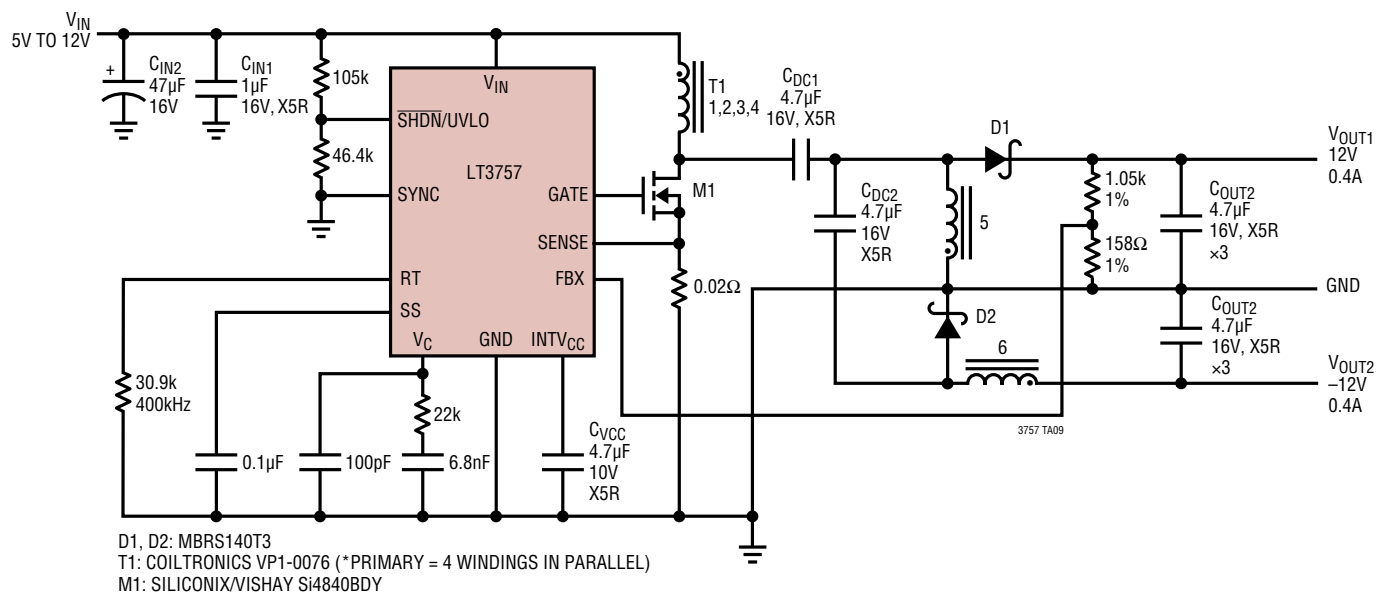 VIN
5V TO 12V
+
CIN2
47µF
16V
CIN1
1µF
16V, X5R
105k
46.4k
VIN
SHDN/UVLO
LT3757
SYNC
GATE
SENSE
RT
FBX
SS
VC
GND
INTVCC
T1
1,2,3,4
M1
0.02Ω
CDC1
4.7µF
16V, X5R
CDC2
4.7µF
16V
X5R
D1
5
D2
6
1.05k
1%
158Ω
1%
COUT2
4.7µF
16V, X5R
×3
COUT2
4.7µF
16V, X5R
×3
VOUT1
12V
0.4A
GND
VOUT2
–12V
0.4A
30.9k
400kHz
0.1µF
100pF
22k
6.8nF
CVCC
4.7µF
10V
X5R
3757 TA09
D1, D2: MBRS140T3
T1: COILTRONICS VP1-0076 (*PRIMARY = 4 WINDINGS IN PARALLEL)
M1: SILICONIX/VISHAY Si4840BDY